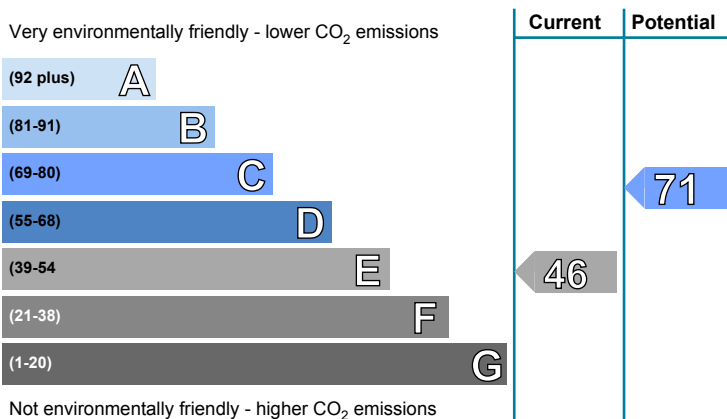 Very environmentally friendly - lower CO2 emissions
Current
Potential
(92 plus) A
(81-91) B
(69-80) C
71
(55-68) D
(39-54 E
46
(21-38) F
(1-20) G
Not environmentally friendly - higher CO2 emissions